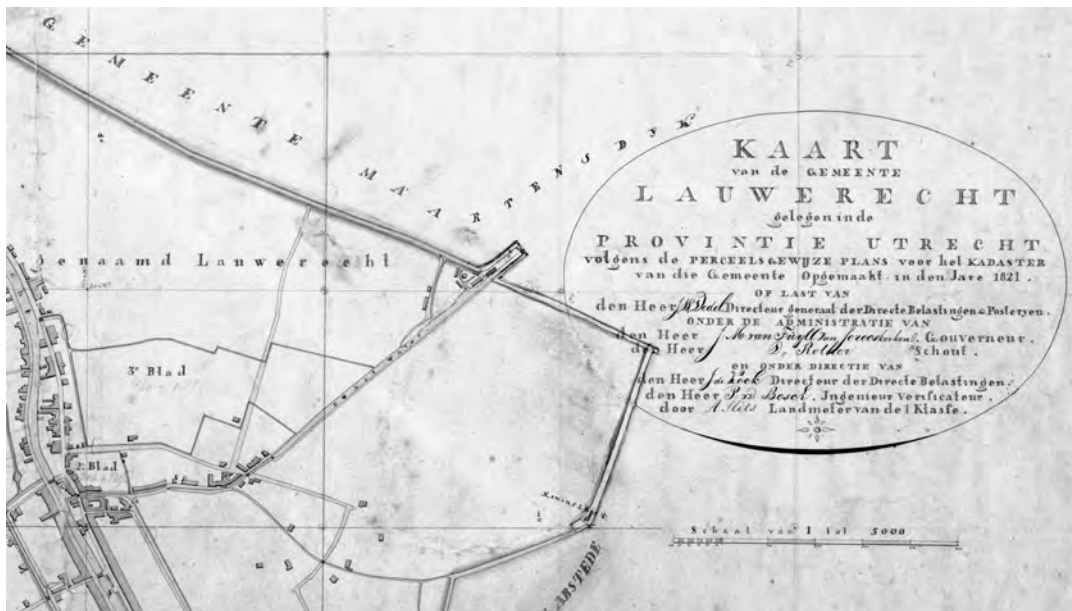 GEMEENTE MAARTENSDYK
KAART
van de GEMEENTE
LAUWERECHT
gelegen in de
PROVINTIE UTRECHT
volgens de PERCEELSGEWIJZE PLANS voor het KADASTER
van die Gemeente Opgemaakt in den Jare 1821.
OP LAST VAN
den Heer Directeur generaal der Directe Belastingen & Posteryen.
ONDER DE ADMINISTRATIE VAN
den Heer Gouverneur.
den Heer Schout.
en ONDER DIRECTIE VAN
den Heer Directeur der Directe Belastingen.
den Heer Ingenieur Verificateur.
door Landmeter van de 1 Klasse.
genaamd Lauwerecht
3e Blad
2e Blad
Schaal van 1 tot 5000
ABSTEDE